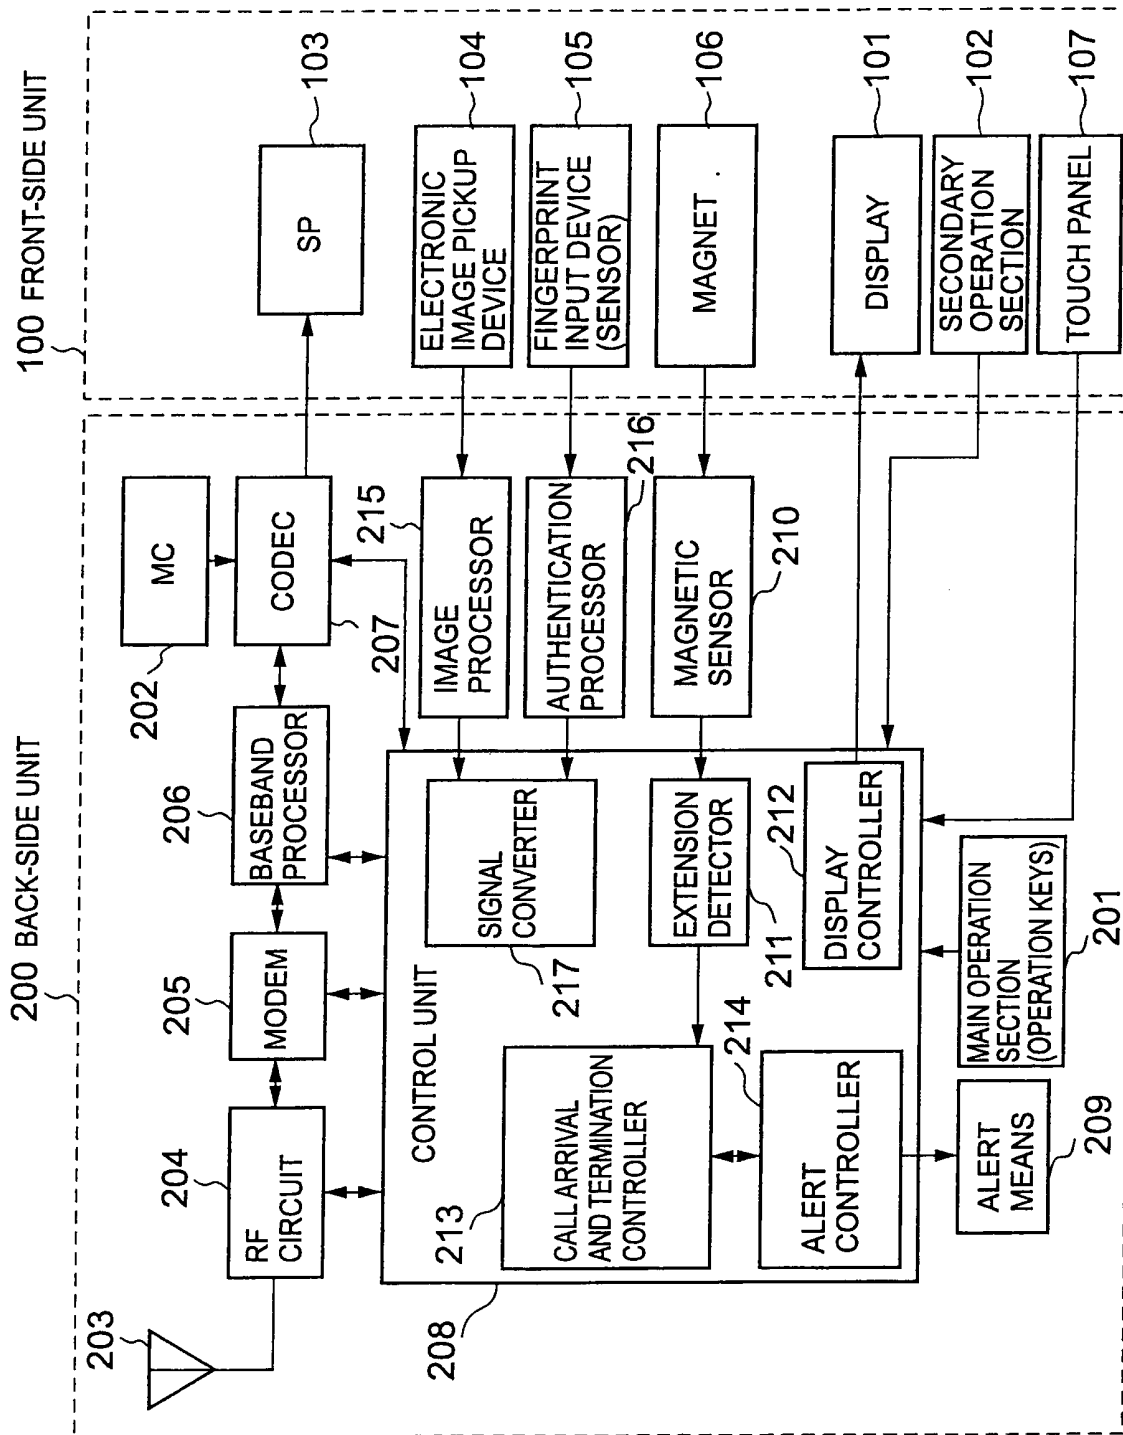 200 BACK-SIDE UNIT
100 FRONT-SIDE UNIT
203
204
RF
CIRCUIT
205
MODEM
206
BASEBAND
PROCESSOR
202
MC
CODEC
207
SP
103
215
IMAGE
PROCESSOR
ELECTRONIC
IMAGE PICKUP
DEVICE
104
216
AUTHENTICATION
PROCESSOR
FINGERPRINT
INPUT DEVICE
(SENSOR)
105
MAGNETIC
SENSOR
210
MAGNET
106
208
CONTROL UNIT
SIGNAL
CONVERTER
217
213
CALL ARRIVAL
AND TERMINATION
CONTROLLER
EXTENSION
DETECTOR
211
214
ALERT
CONTROLLER
212
DISPLAY
CONTROLLER
DISPLAY
101
SECONDARY
OPERATION
SECTION
102
TOUCH PANEL
107
ALERT
MEANS
209
MAIN OPERATION
SECTION
(OPERATION KEYS)
201